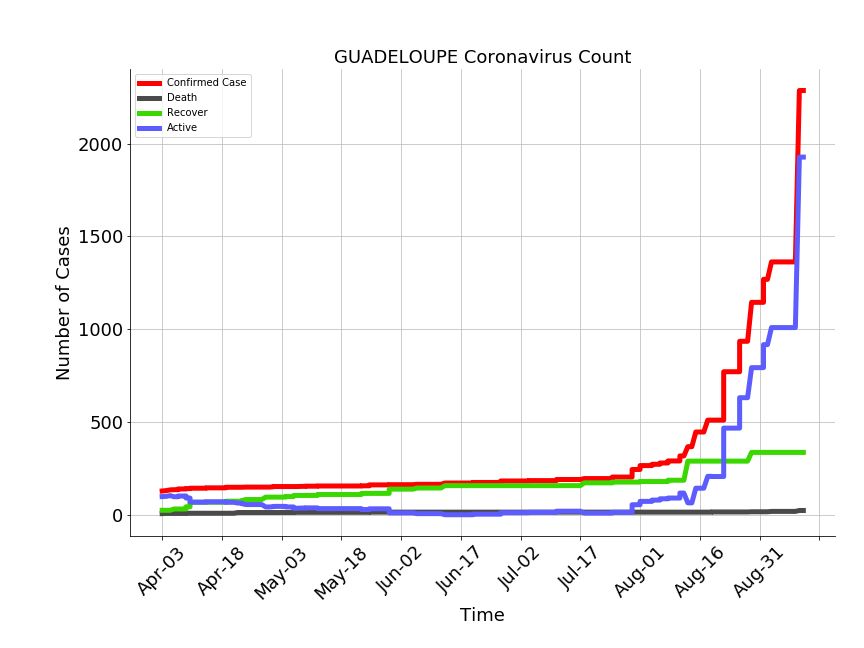 GUADELOUPE Coronavirus Count
Confirmed Case
Death
Recover
Active
Number of Cases
2000
1500
1000
500
0
Apr-03
Apr-18
May-03
May-18
Jun-02
Jun-17
Jul-02
Jul-17
Aug-01
Aug-16
Aug-31
Time